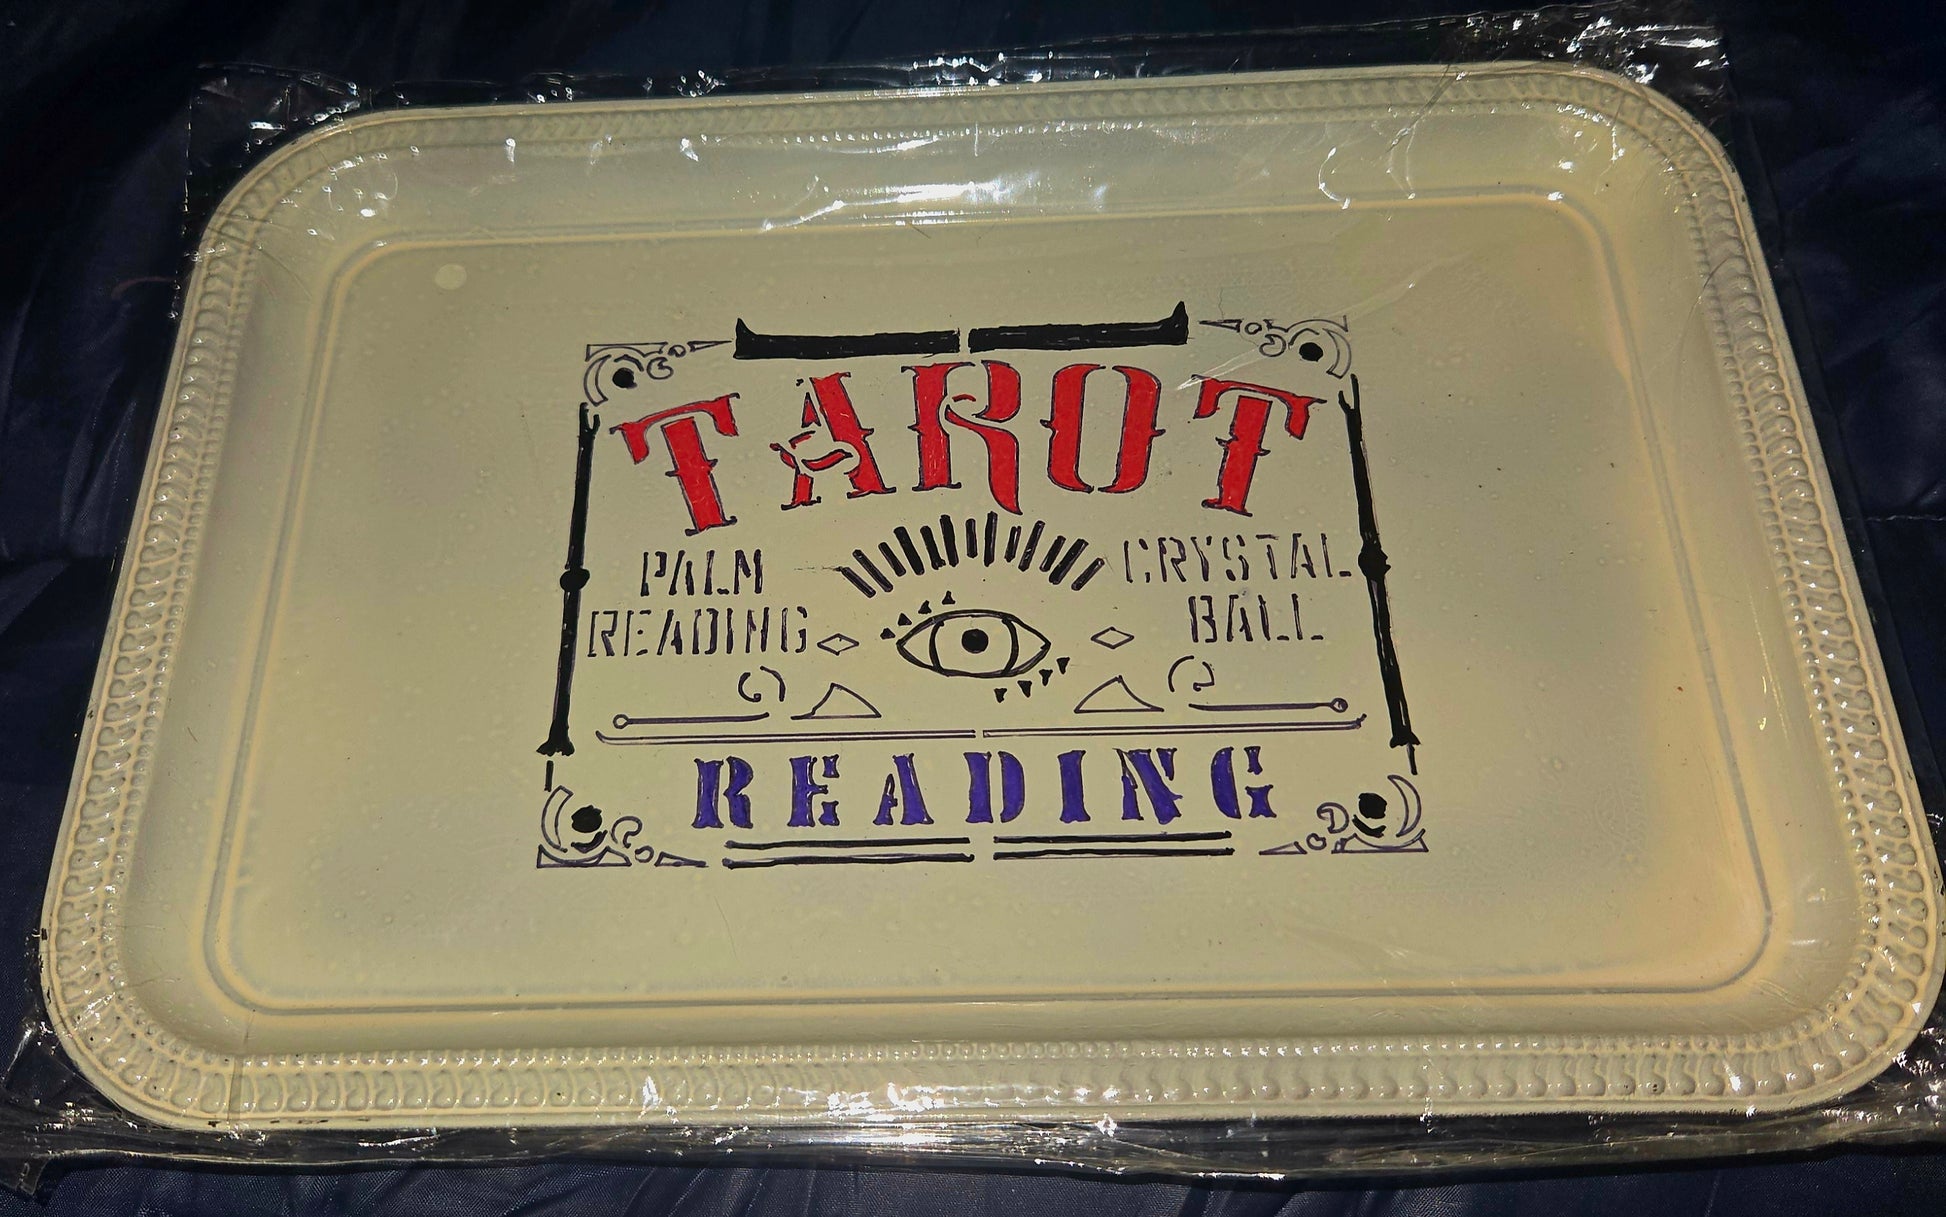 TAROT
PALM
READING
CRYSTAL
BALL
READING